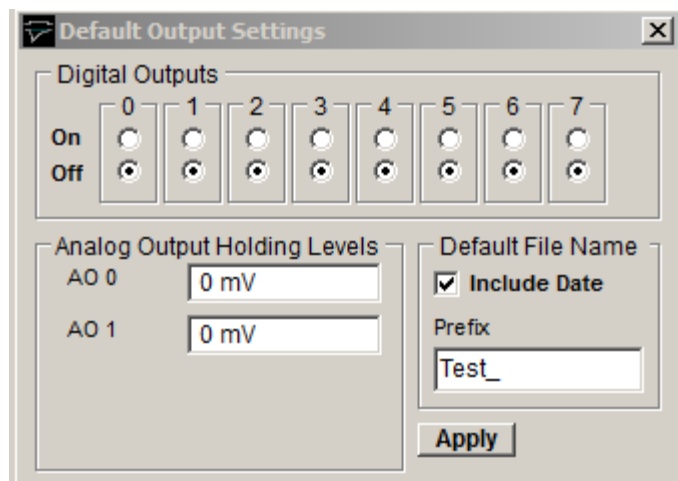 Default Output Settings
Digital Outputs
0 1 2 3 4 5 6 7
On
Off
Analog Output Holding Levels
AO 0 0 mV
AO 1 0 mV
Default File Name
Include Date
Prefix
Test_
Apply